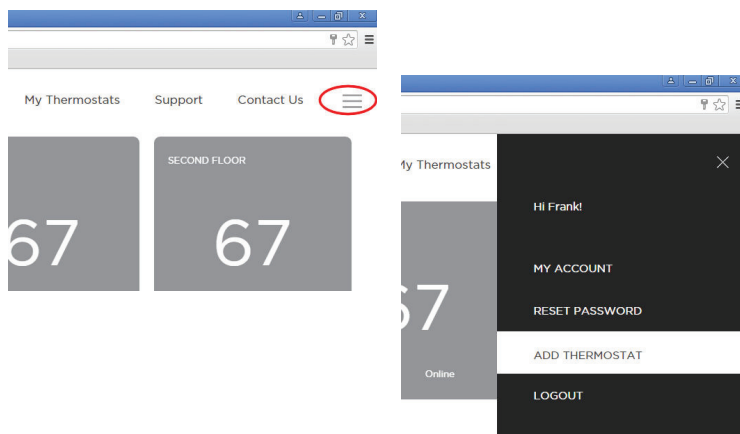 My Thermostats Support Contact Us
SECOND FLOOR
67
67
My Thermostats
Hi Frank!
MY ACCOUNT
RESET PASSWORD
67
ADD THERMOSTAT
Online
LOGOUT